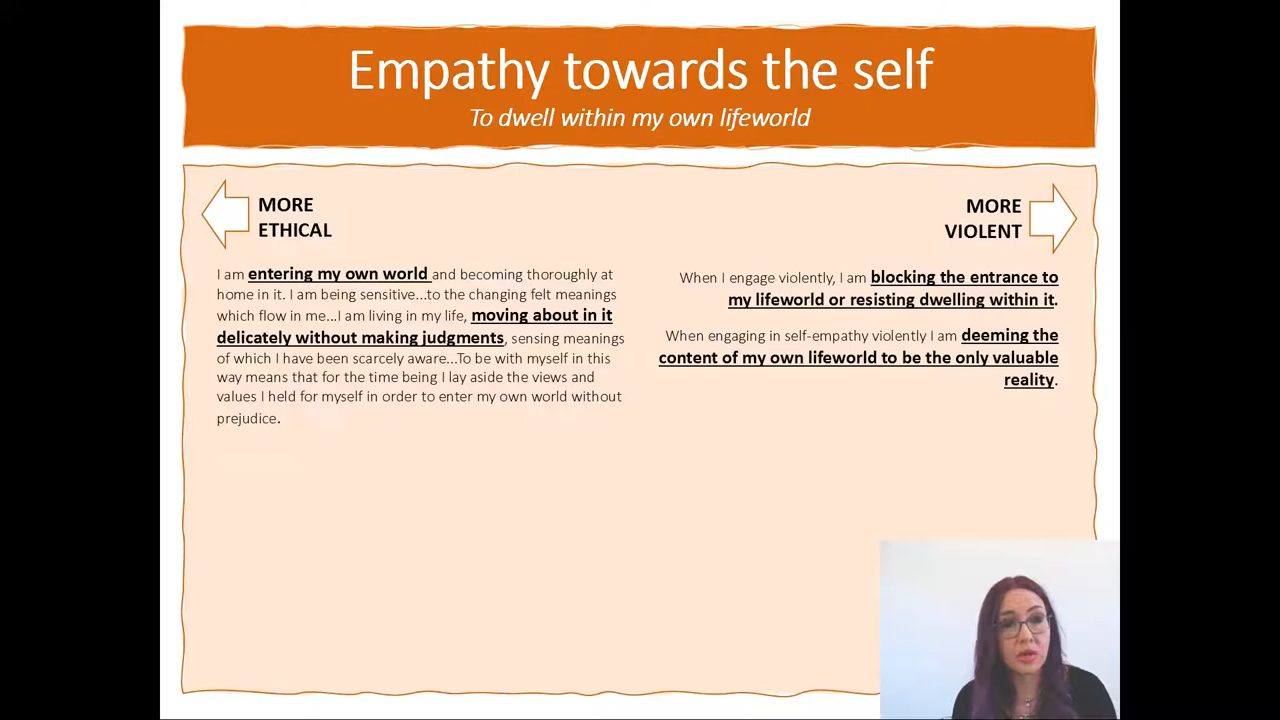 Empathy towards the self
To dwell within my own lifeworld
MORE
ETHICAL
I am entering my own world and becoming thoroughly at
home in it. I am being sensitive...to the changing felt meanings
which flow in me...I am living in my life, moving about in it
delicately without making judgments, sensing meanings
of which I have been scarcely aware...To be with myself in this
way means that for the time being I lay aside the views and
values I held for myself in order to enter my own world without
prejudice.
MORE
VIOLENT
When I engage violently, I am blocking the entrance to
my lifeworld or resisting dwelling within it.
When engaging in self-empathy violently I am deeming the
content of my own lifeworld to be the only valuable
reality.